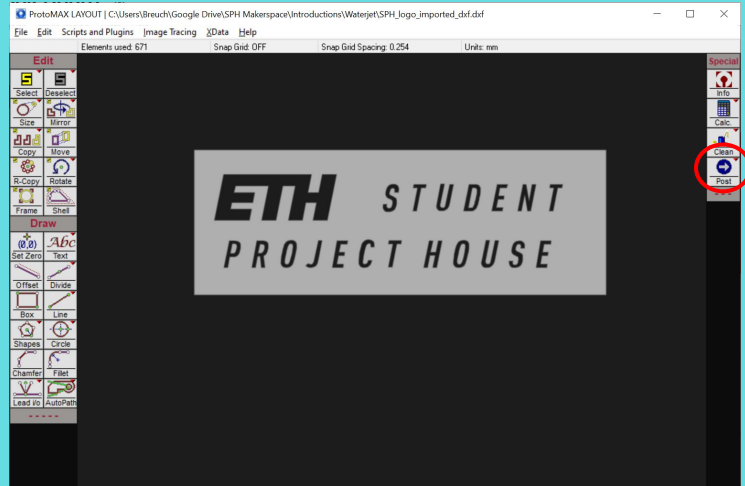 ProtoMAX LAYOUT | C:\Users\Breuch\Google Drive\SPH Makerspace\Introductions\Waterjet\SPH_logo_imported_dxf.dxf
File Edit Scripts and Plugins Image Tracing XData Help
Elements used: 671 Snap Grid: OFF Snap Grid Spacing: 0.254 Units: mm
Edit
Select Deselect
Size Mirror
Copy Move
R-Copy Rotate
Frame Shell
Draw
(0,0) Abc
Set Zero Text
Offset Divide
Box Line
Shapes Circle
Chamfer Fillet
Lead I/o AutoPath
ETH STUDENT
PROJECT HOUSE
Special
Info
Calc.
Clean
Post